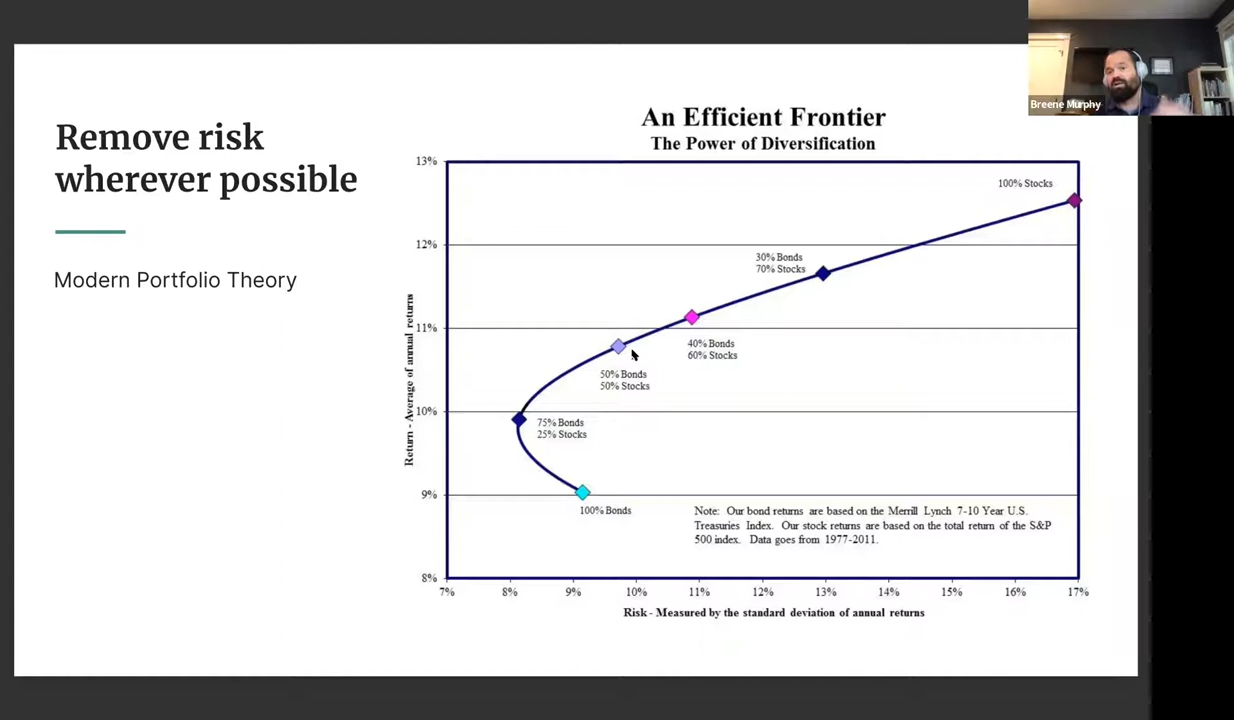 Remove risk
wherever possible
Modern Portfolio Theory
Breene Murphy
An Efficient Frontier
The Power of Diversification
Return - Average of annual returns
13%
12%
11%
10%
9%
8%
100% Stocks
30% Bonds
70% Stocks
40% Bonds
60% Stocks
50% Bonds
50% Stocks
75% Bonds
25% Stocks
100% Bonds
Note: Our bond returns are based on the Merrill Lynch 7-10 Year U.S.
Treasuries Index. Our stock returns are based on the total return of the S&P
500 index. Data goes from 1977-2011.
7%
8%
9%
10%
11%
12%
13%
14%
15%
16%
17%
Risk - Measured by the standard deviation of annual returns